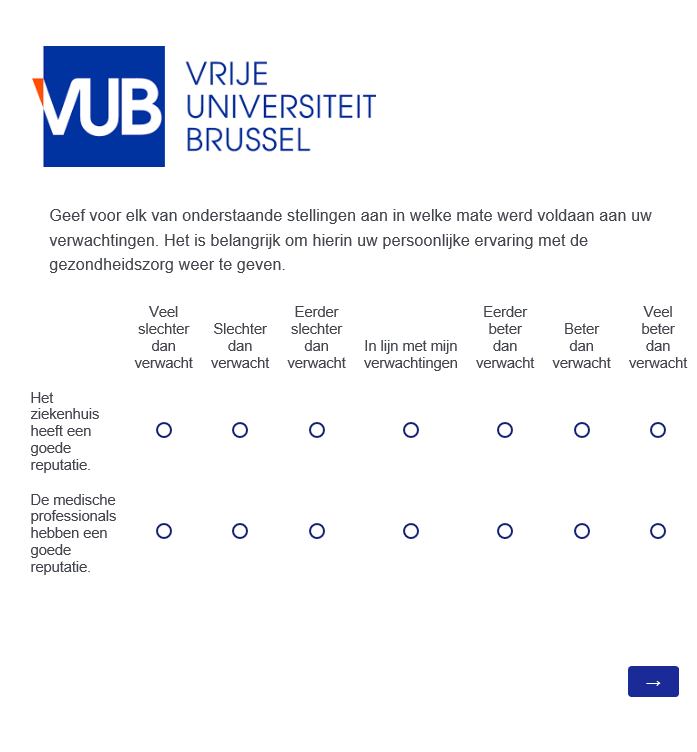 VUB
VRIJE
UNIVERSITEIT
BRUSSEL
Geef voor elk van onderstaande stellingen aan in welke mate werd voldaan aan uw
verwachtingen. Het is belangrijk om hierin uw persoonlijke ervaring met de
gezondheidszorg weer te geven.
Veel
slechter
dan
verwacht
Slechter
dan
verwacht
Eerder
slechter
dan
verwacht
In lijn met mijn
verwachtingen
Eerder
beter
dan
verwacht
Beter
dan
verwacht
Veel
beter
dan
verwacht
Het
ziekenhuis
heeft een
goede
reputatie.
De medische
professionals
hebben een
goede
reputatie.
→